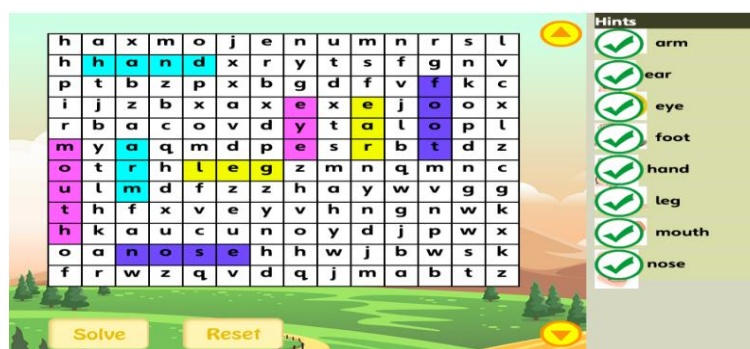 h a x m o j e n u m n r s l
h h a n d x r y t s f g n v
p t b z p x b g d f v f k c
i j z b x a x e x e j o o x
r b a c o v d y t a l o p l
m y a q m d p e s r b t d z
o t r h l e g z m n q m n c
u l m d f z z h a y w v g g
t h f x v e y v h n g n w k
h k a u c u n o y d j p w x
o a n o s e h h w j b w s k
f r w z q v d q j m a b t z
Solve Reset
Hints
arm
ear
eye
foot
hand
leg
mouth
nose